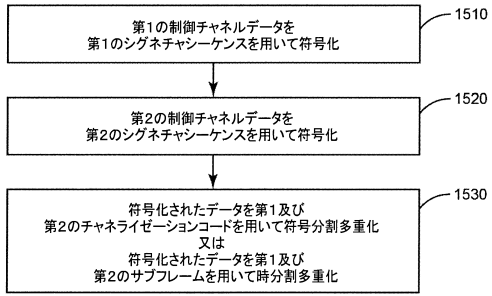 第1の制御チャネルデータを
第1のシグネチャシーケンスを用いて符号化
1510
第2の制御チャネルデータを
第2のシグネチャシーケンスを用いて符号化
1520
符号化されたデータを第1及び
第2のチャネライゼーションコードを用いて符号分割多重化
又は
符号化されたデータを第1及び
第2のサブフレームを用いて時分割多重化
1530